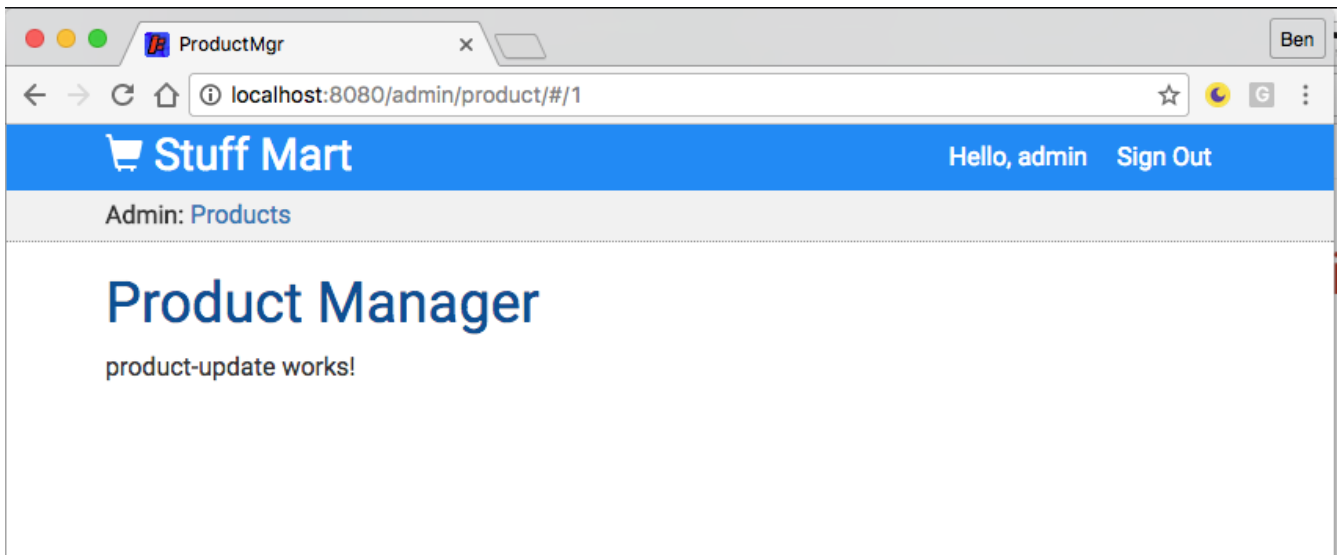 ProductMgr
Ben
localhost:8080/admin/product/#/1
G
Stuff Mart
Hello, admin Sign Out
Admin: Products
Product Manager
product-update works!